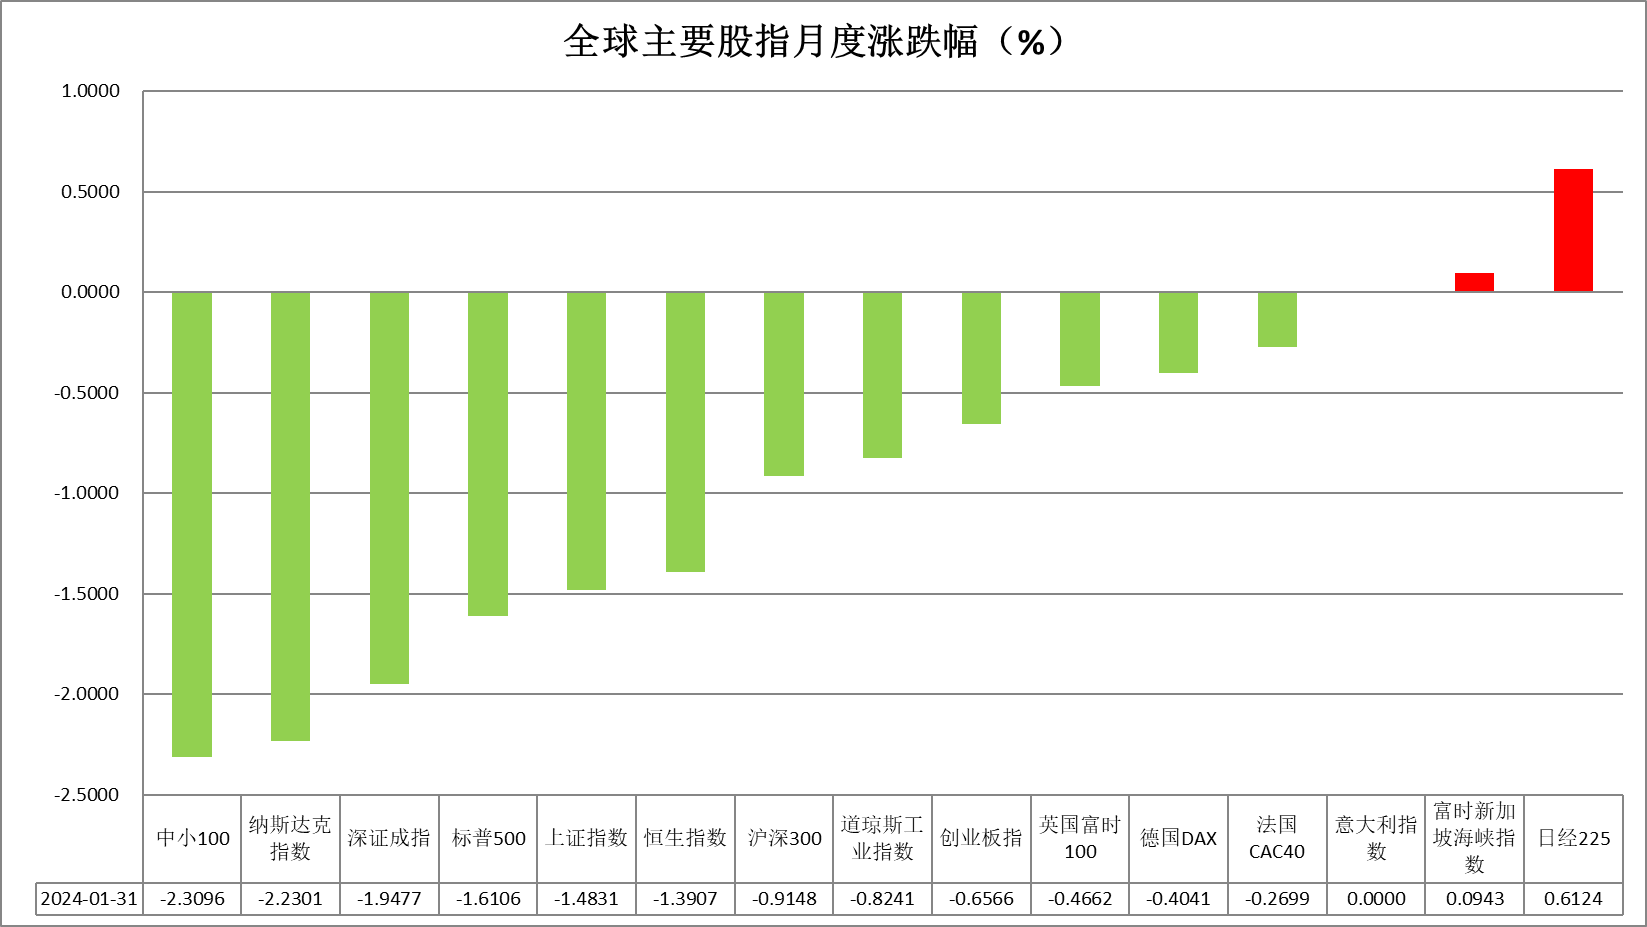 全球主要股指月度涨跌幅（%）
1.0000
0.5000
0.0000
-0.5000
-1.0000
-1.5000
-2.0000
-2.5000
中小100
纳斯达克
指数
深证成指
标普500
上证指数
恒生指数
沪深300
道琼斯工
业指数
创业板指
英国富时
100
德国DAX
法国
CAC40
意大利指
数
富时新加
坡海峡指
数
日经225
2024-01-31 -2.3096 -2.2301 -1.9477 -1.6106 -1.4831 -1.3907 -0.9148 -0.8241 -0.6566 -0.4662 -0.4041 -0.2699 0.0000 0.0943 0.6124